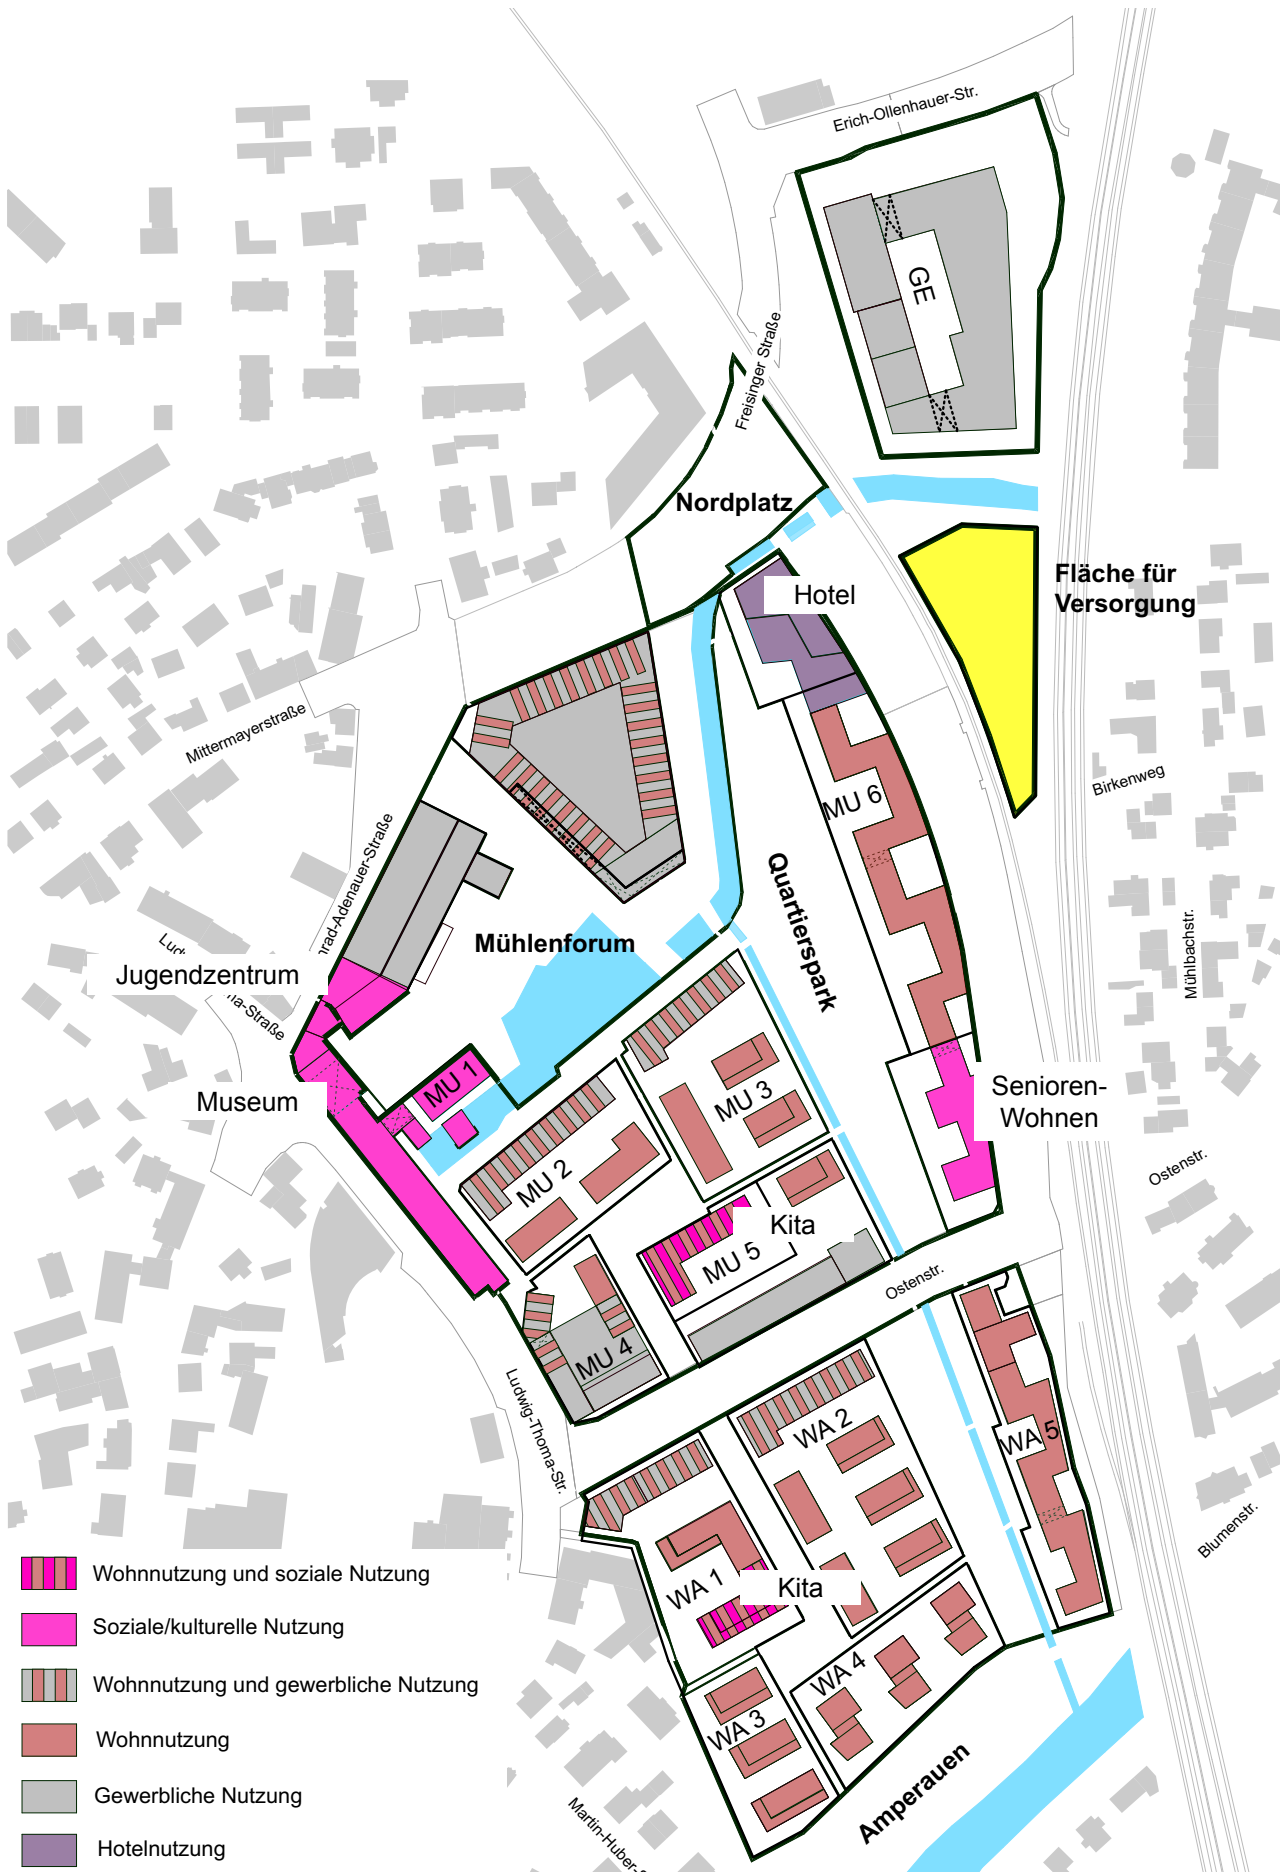 Erich-Ollenhauer-Str.
GE
Freisinger Straße
Nordplatz
Hotel
Fläche für
Versorgung
Mittermayerstraße
Birkenweg
MU 6
nrad-Adenauer-Straße
Quartierspark
Mühlenforum
Mühlbachstr.
Jugendzentrum
Museum
MU 1
MU 3
Senioren-
Wohnen
MU 2
Ostenstr.
Kita
MU 5
Ostenstr.
MU 4
Ludwig-Thoma-Str.
WA 2
WA 5
Blumenstr.
WA 1
Kita
WA 4
WA 3
Amperauen
Wohnnutzung und soziale Nutzung
Soziale/kulturelle Nutzung
Wohnnutzung und gewerbliche Nutzung
Wohnnutzung
Gewerbliche Nutzung
Hotelnutzung